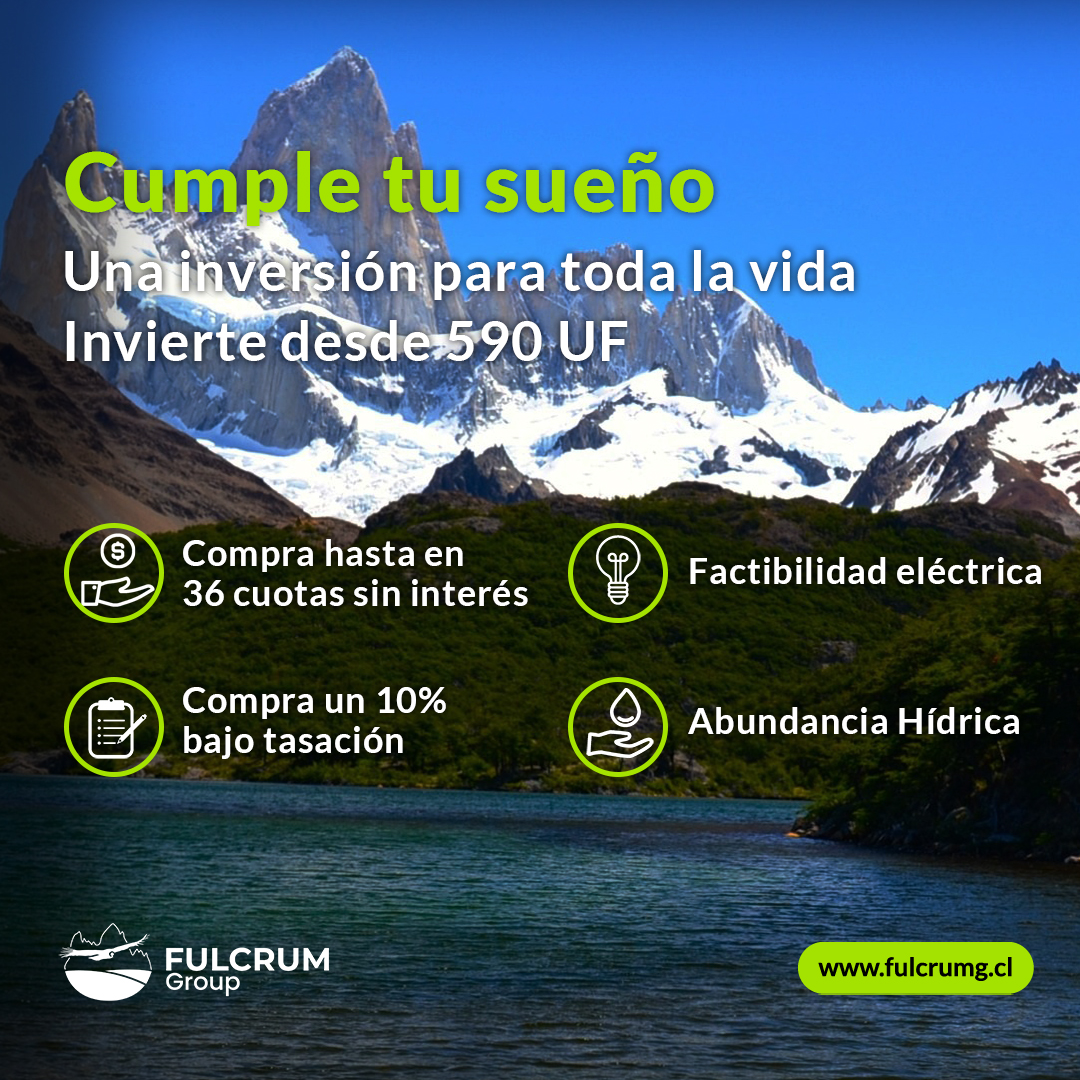 Cumple tu sueño
Una inversión para toda la vida
Invierte desde 590 UF
Compra hasta en
36 cuotas sin interés
Factibilidad eléctrica
Compra un 10%
bajo tasación
Abundancia Hídrica
FULCRUM
Group
www.fulcrumg.cl